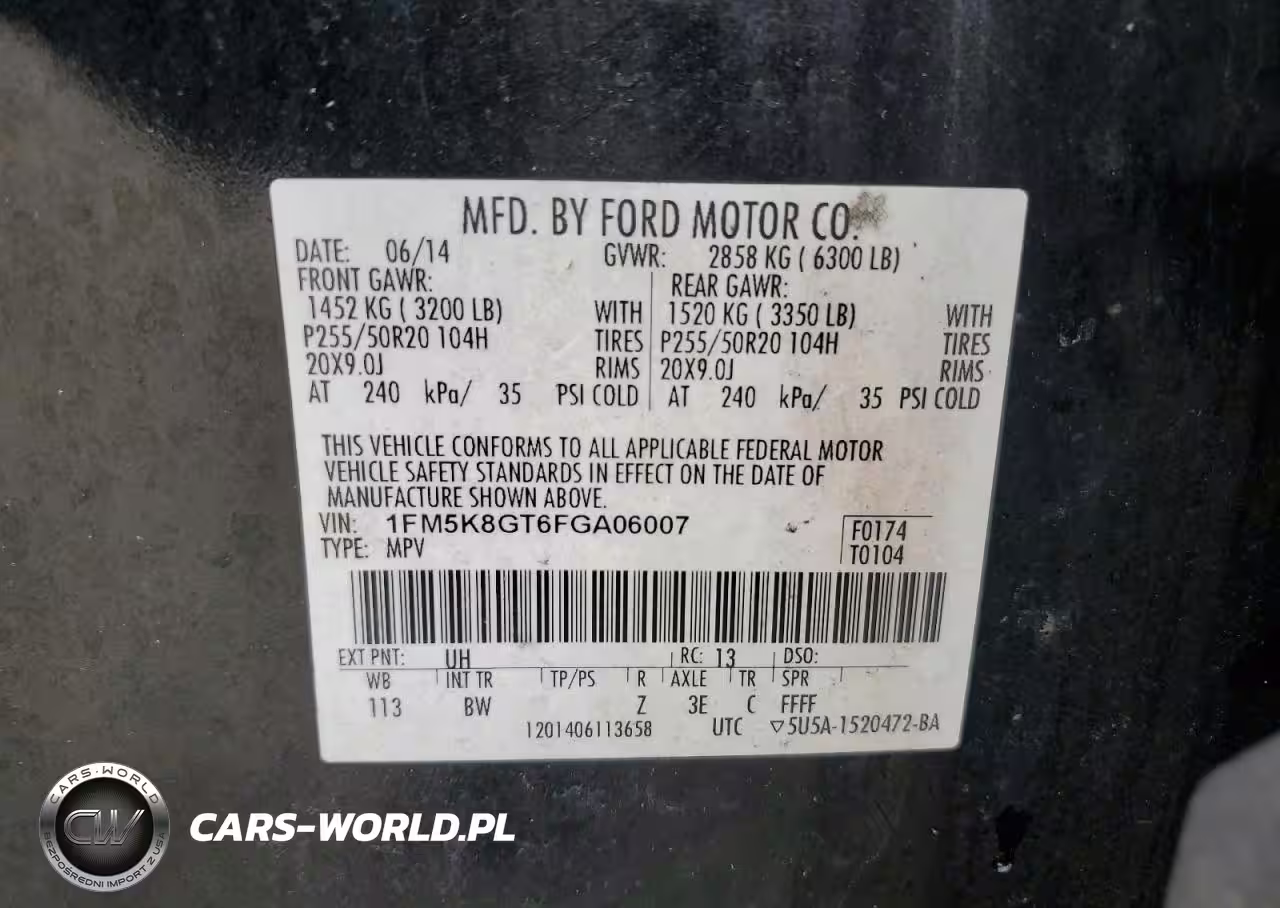 MFD. BY FORD MOTOR CO.
DATE: 06/14 GVWR: 2858 KG ( 6300 LB)
FRONT GAWR: REAR GAWR:
1452 KG ( 3200 LB) WITH 1520 KG ( 3350 LB) WITH
P255/50R20 104H TIRES P255/50R20 104H TIRES
20X9.0J RIMS 20X9.0J RIMS
AT 240 kPa/ 35 PSI COLD AT 240 kPa/ 35 PSI COLD
THIS VEHICLE CONFORMS TO ALL APPLICABLE FEDERAL MOTOR
VEHICLE SAFETY STANDARDS IN EFFECT ON THE DATE OF
MANUFACTURE SHOWN ABOVE.
VIN: 1FM5K8GT6FGA06007 F0174
TYPE: MPV T0104
EXT PNT: UH RC: 13 DSO:
WB INT TR TP/PS R AXLE TR SPR
113 BW Z 3E C FFFF
1201406113658 UTC ▽5U5A-1520472-BA
CARS-WORLD
CW
BEZPOŚREDNI IMPORT Z USA
CARS-WORLD.PL